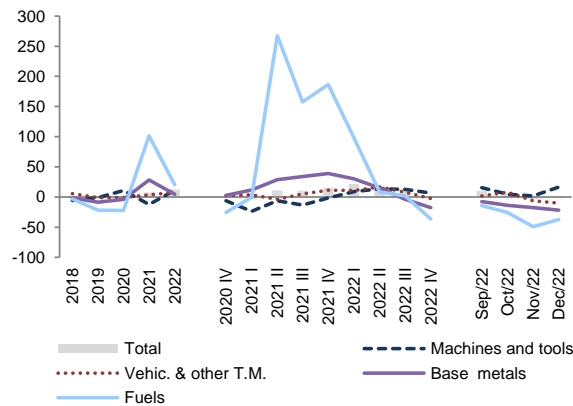 300
250
200
150
100
50
0
-50
-100
2018
2019
2020
2021
2022
2020 IV
2021 I
2021 II
2021 III
2021 IV
2022 I
2022 II
2022 III
2022 IV
Sep/22
Oct/22
Nov/22
Dec/22
Total
Machines and tools
Vehic. & other T.M.
Base metals
Fuels